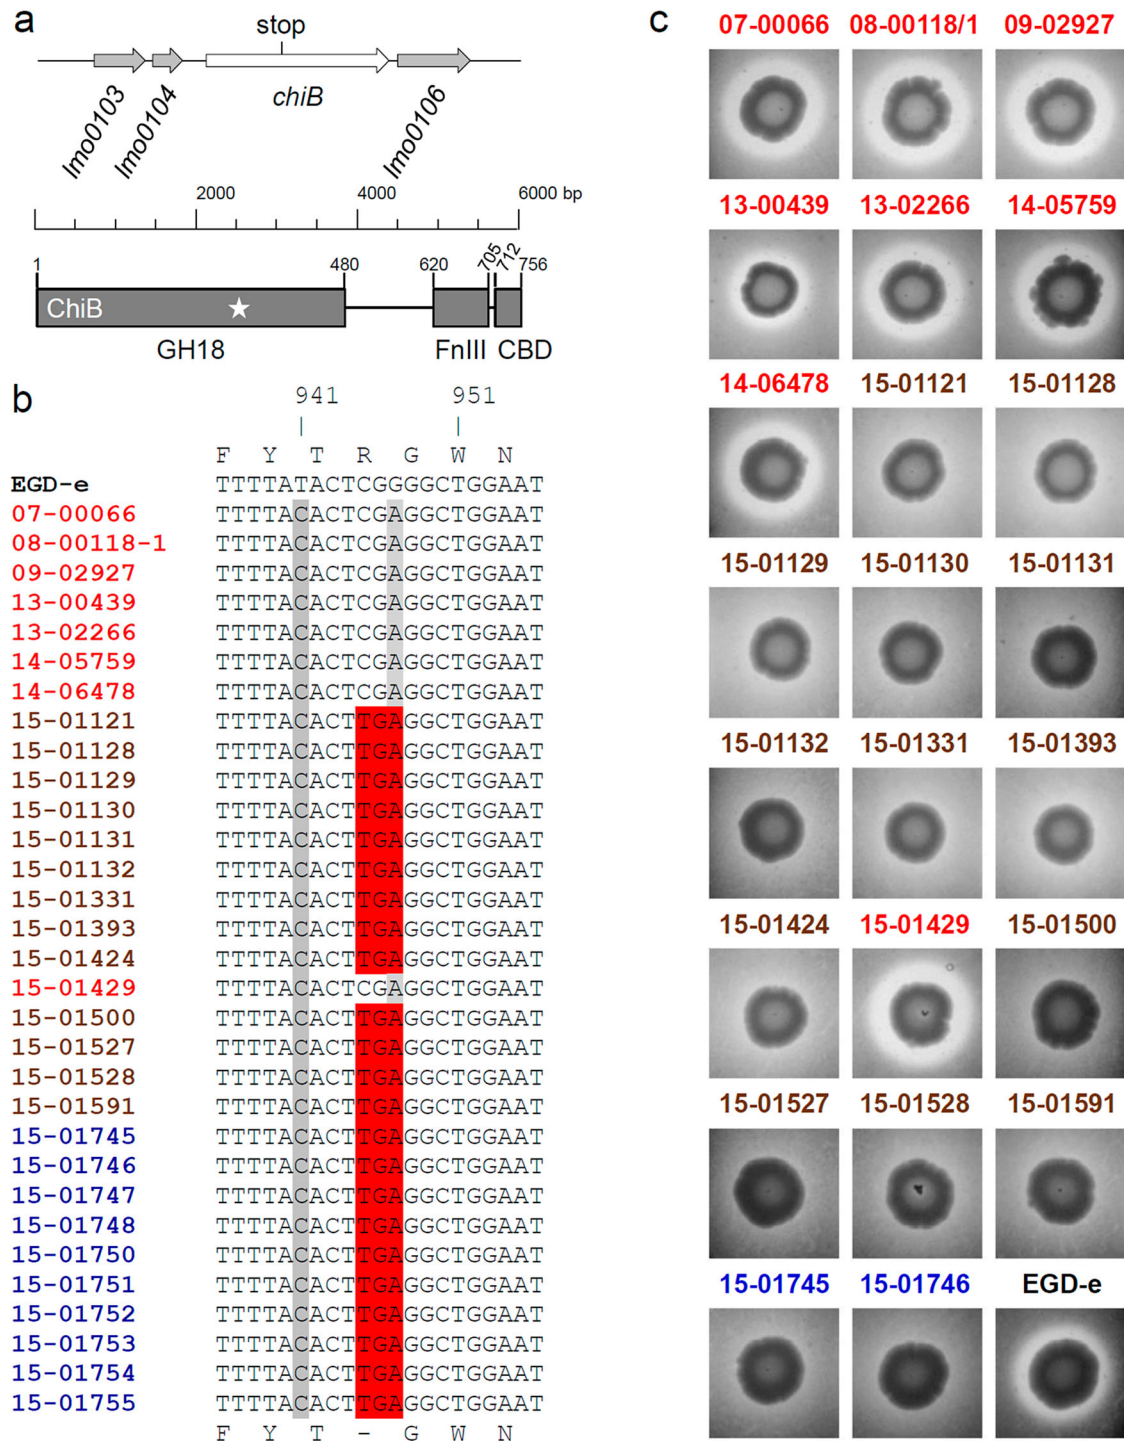 a
stop
chiB
lmo0103
lmo0104
lmo0106
2000
4000
6000 bp
1
480
620
705
712
756
ChiB
GH18
FnIII
CBD
b
941
951
|
|
F Y T R G W N
EGD-e TTTTATACTCGGGGCTGGAAT
07-00066 TTTTACACTCGAGGCTGGAAT
08-00118-1 TTTTACACTCGAGGCTGGAAT
09-02927 TTTTACACTCGAGGCTGGAAT
13-00439 TTTTACACTCGAGGCTGGAAT
13-02266 TTTTACACTCGAGGCTGGAAT
14-05759 TTTTACACTCGAGGCTGGAAT
14-06478 TTTTACACTCGAGGCTGGAAT
15-01121 TTTTACACTTGAGGCTGGAAT
15-01128 TTTTACACTTGAGGCTGGAAT
15-01129 TTTTACACTTGAGGCTGGAAT
15-01130 TTTTACACTTGAGGCTGGAAT
15-01131 TTTTACACTTGAGGCTGGAAT
15-01132 TTTTACACTTGAGGCTGGAAT
15-01331 TTTTACACTTGAGGCTGGAAT
15-01393 TTTTACACTTGAGGCTGGAAT
15-01424 TTTTACACTTGAGGCTGGAAT
15-01429 TTTTACACTCGAGGCTGGAAT
15-01500 TTTTACACTTGAGGCTGGAAT
15-01527 TTTTACACTTGAGGCTGGAAT
15-01528 TTTTACACTTGAGGCTGGAAT
15-01591 TTTTACACTTGAGGCTGGAAT
15-01745 TTTTACACTTGAGGCTGGAAT
15-01746 TTTTACACTTGAGGCTGGAAT
15-01747 TTTTACACTTGAGGCTGGAAT
15-01748 TTTTACACTTGAGGCTGGAAT
15-01750 TTTTACACTTGAGGCTGGAAT
15-01751 TTTTACACTTGAGGCTGGAAT
15-01752 TTTTACACTTGAGGCTGGAAT
15-01753 TTTTACACTTGAGGCTGGAAT
15-01754 TTTTACACTTGAGGCTGGAAT
15-01755 TTTTACACTTGAGGCTGGAAT
F Y T - G W N
c
07-00066 08-00118/1 09-02927
13-00439 13-02266 14-05759
14-06478 15-01121 15-01128
15-01129 15-01130 15-01131
15-01132 15-01331 15-01393
15-01424 15-01429 15-01500
15-01527 15-01528 15-01591
15-01745 15-01746 EGD-e